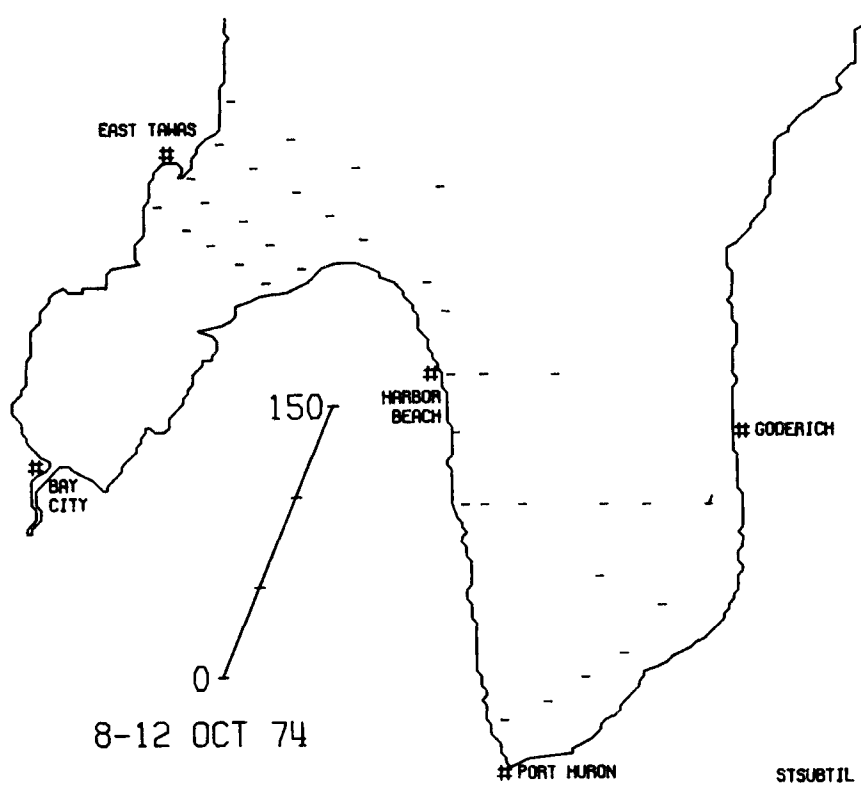 EAST TAWAS
#
#
HARBOR
BEACH
150
# GODERICH
#
BAY
CITY
0
8-12 OCT 74
# PORT HURON
STSUBTIL